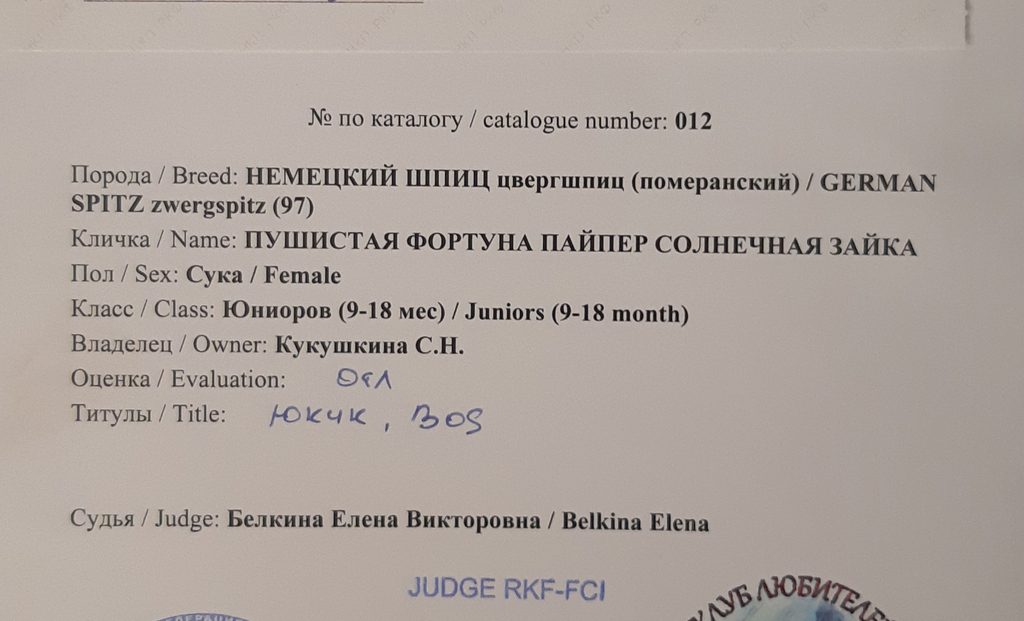 № по каталогу / catalogue number: 012
Порода / Breed: НЕМЕЦКИЙ ШПИЦ цвергшпиц (померанский) / GERMAN
SPITZ zwergspitz (97)
Кличка / Name: ПУШИСТАЯ ФОРТУНА ПАЙПЕР СОЛНЕЧНАЯ ЗАЙКА
Пол / Sex: Сука / Female
Класс / Class: Юниоров (9-18 мес) / Juniors (9-18 month)
Владелец / Owner: Кукушкина С.Н.
Оценка / Evaluation: Отл
Титулы / Title: ЮКЧК, BOS
Судья / Judge: Белкина Елена Викторовна / Belkina Elena
JUDGE RKF-FCI
КЛУБ ЛЮБИТЕЛЕ